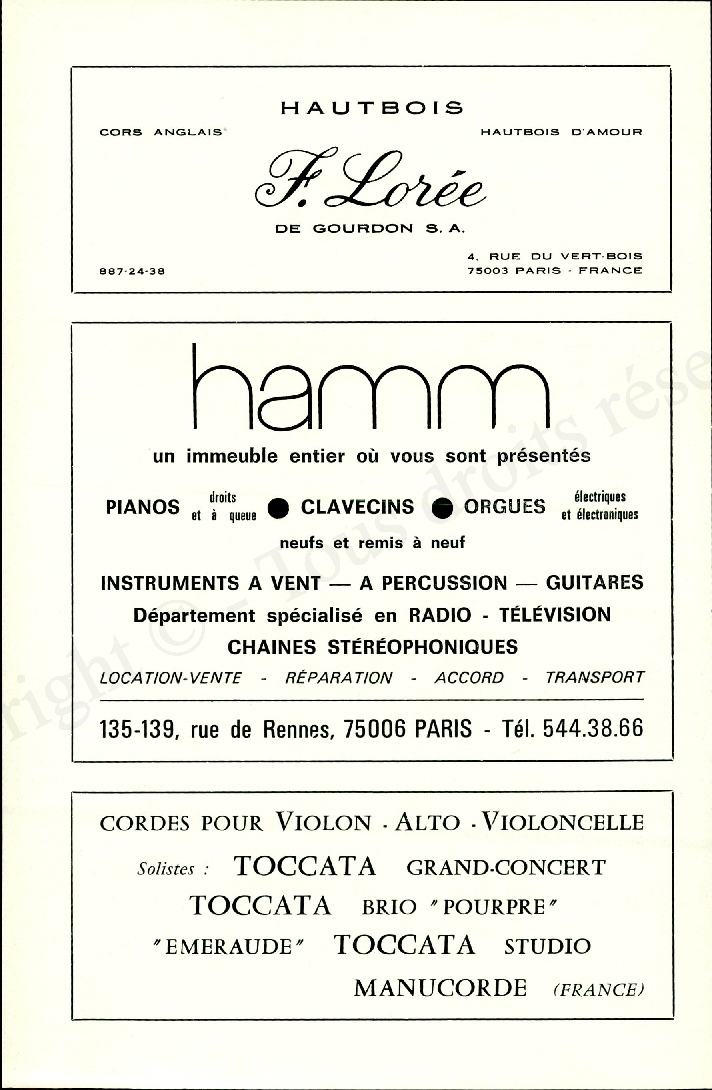 HAUTBOIS
CORS ANGLAIS HAUTBOIS D'AMOUR
F. Lorée
DE GOURDON S.A.
4, RUE DU VERT-BOIS
887-24-38 75003 PARIS - FRANCE
hamm
un immeuble entier où vous sont présentés
PIANOS droits et à queue ● CLAVECINS ● ORGUES électriques et électroniques
neufs et remis à neuf
INSTRUMENTS A VENT — A PERCUSSION — GUITARES
Département spécialisé en RADIO - TÉLÉVISION
CHAINES STÉRÉOPHONIQUES
LOCATION-VENTE - RÉPARATION - ACCORD - TRANSPORT
135-139, rue de Rennes, 75006 PARIS - Tél. 544.38.66
CORDES POUR VIOLON - ALTO - VIOLONCELLE
Solistes : TOCCATA GRAND-CONCERT
TOCCATA BRIO "POURPRE"
"EMERAUDE" TOCCATA STUDIO
MANUCORDE (FRANCE)
right © - Tous droits rése